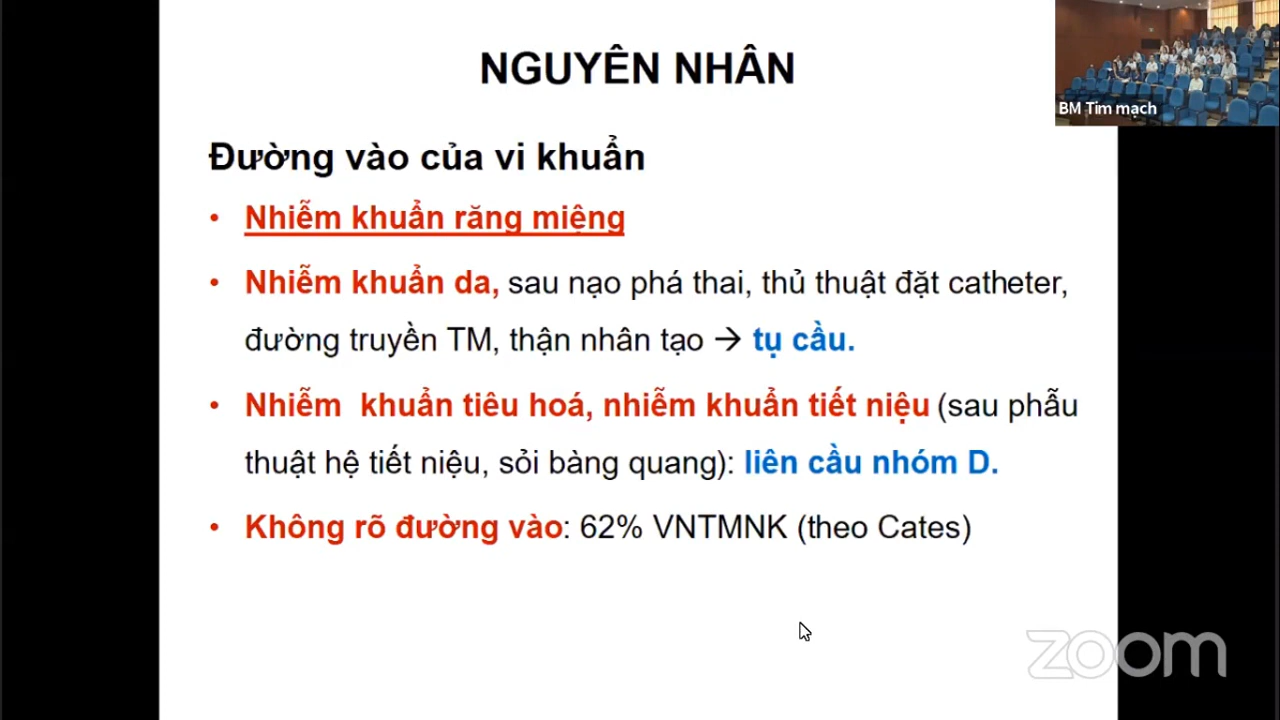 NGUYÊN NHÂN
BM Tim mạch
Đường vào của vi khuẩn
• Nhiễm khuẩn răng miệng
• Nhiễm khuẩn da, sau nạo phá thai, thủ thuật đặt catheter,
đường truyền TM, thận nhân tạo → tụ cầu.
• Nhiễm khuẩn tiêu hoá, nhiễm khuẩn tiết niệu (sau phẫu
thuật hệ tiết niệu, sỏi bàng quang): liên cầu nhóm D.
• Không rõ đường vào: 62% VNTMNK (theo Cates)
zoom